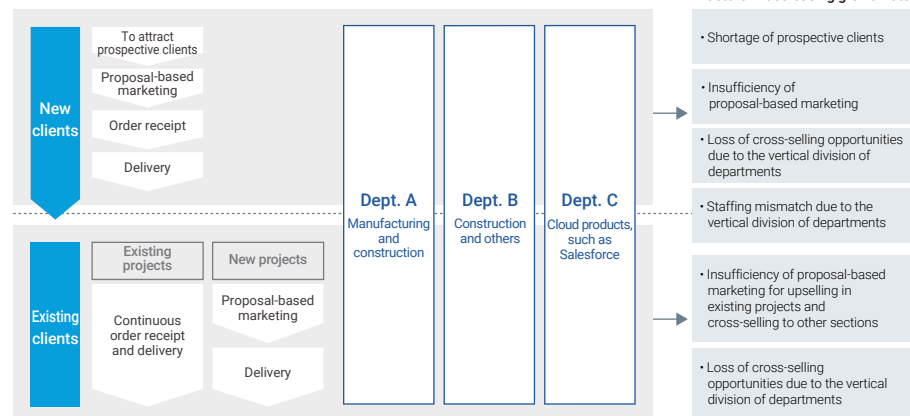 New
clients
To attract
prospective clients
Proposal-based
marketing
Order receipt
Delivery
Existing
clients
Existing
projects
Continuous
order receipt
and delivery
New projects
Proposal-based
marketing
Delivery
Dept. A
Manufacturing
and
construction
Dept. B
Construction
and others
Dept. C
Cloud products,
such as
Salesforce
• Shortage of prospective clients
• Insufficiency of
proposal-based marketing
• Loss of cross-selling opportunities
due to the vertical division of
departments
• Staffing mismatch due to the
vertical division of departments
• Insufficiency of proposal-based
marketing for upselling in
existing projects and
cross-selling to other sections
• Loss of cross-selling
opportunities due to the vertical
division of departments